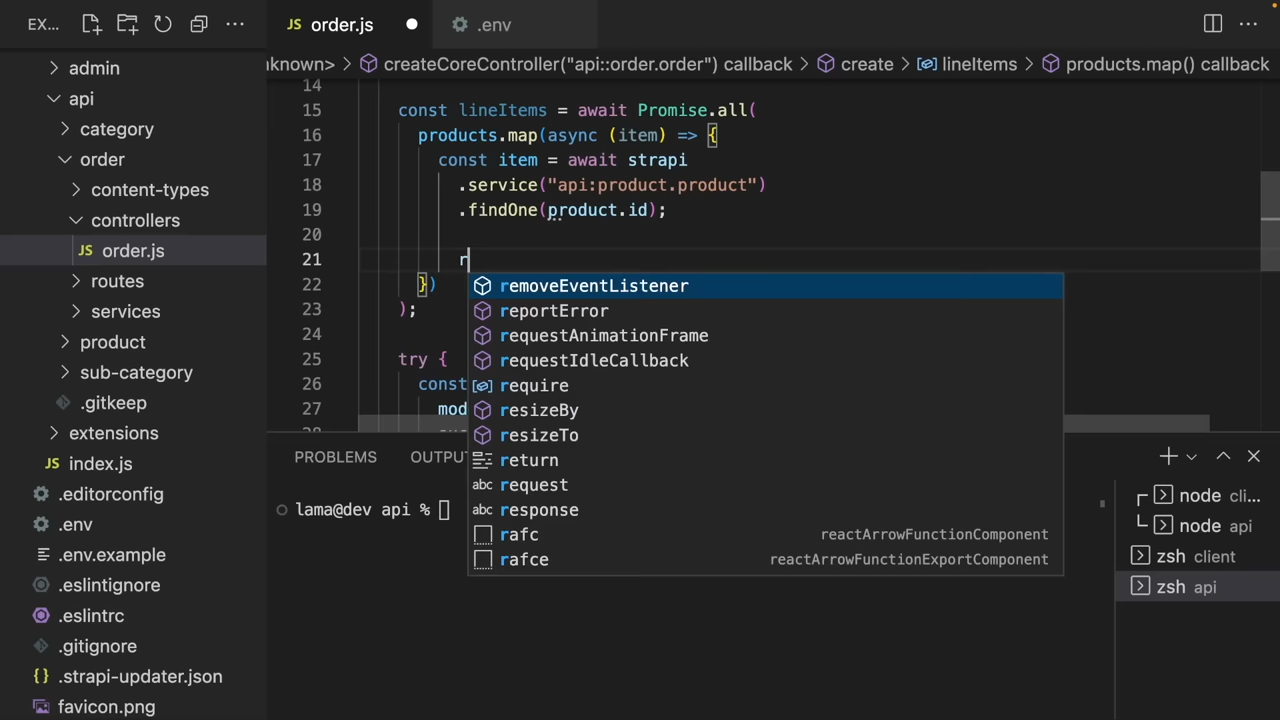 EX...
JS order.js
.env
known> > createCoreController("api::order.order") callback > create > lineItems > products.map() callback
admin
api
category
order
content-types
controllers
JS order.js
routes
services
product
sub-category
.gitkeep
extensions
JS index.js
.editorconfig
.env
.env.example
.eslintignore
.eslintrc
.gitignore
{} .strapi-updater.json
favicon.png
14
15 const lineItems = await Promise.all(
16 products.map(async (item) => {
17 const item = await strapi
18 .service("api:product.product")
19 .findOne(product.id);
20
21 r
22 })
23 );
24
25 try {
26 const
27 mod
removeEventListener
reportError
requestAnimationFrame
requestIdleCallback
require
resizeBy
resizeTo
return
abc request
abc response
rafc reactArrowFunctionComponent
rafce reactArrowFunctionExportComponent
PROBLEMS OUTPUT
lama@dev api %
node cli...
node api
zsh client
zsh api